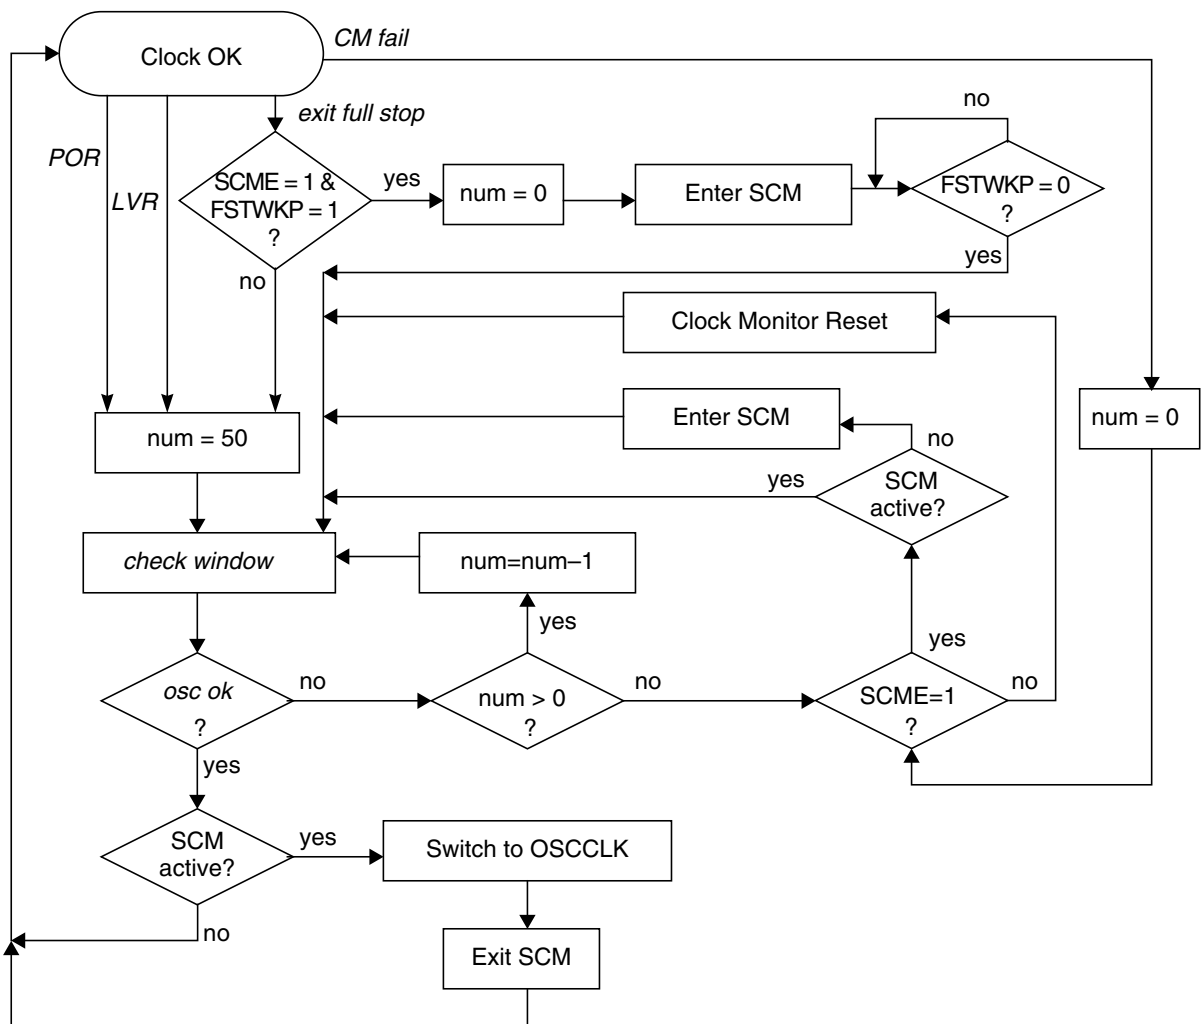 CM fail
Clock OK
exit full stop
no
POR
SCME = 1 &
FSTWKP = 1
?
yes
num = 0
Enter SCM
FSTWKP = 0
?
LVR
yes
no
Clock Monitor Reset
Enter SCM
num = 0
num = 50
no
SCM
active?
yes
check window
num=num–1
yes
yes
osc ok
?
no
num > 0
?
no
SCME=1
?
no
yes
SCM
active?
yes
Switch to OSCCLK
no
Exit SCM